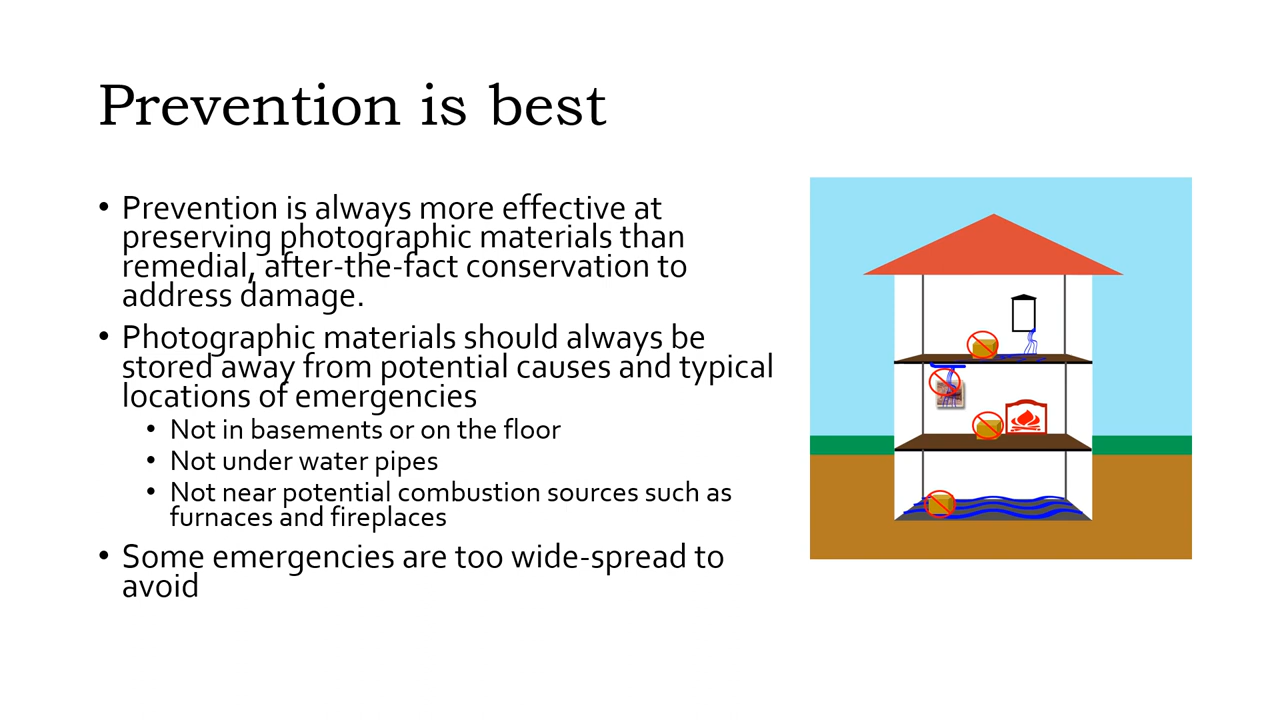 Prevention is best
• Prevention is always more effective at
preserving photographic materials than
remedial, after-the-fact conservation to
address damage.
• Photographic materials should always be
stored away from potential causes and typical
locations of emergencies
• Not in basements or on the floor
• Not under water pipes
• Not near potential combustion sources such as
furnaces and fireplaces
• Some emergencies are too wide-spread to
avoid